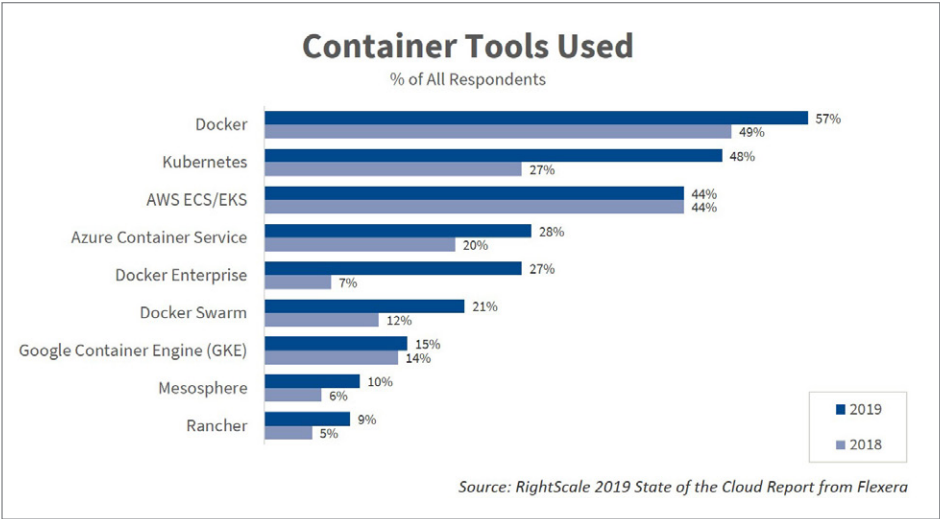 Container Tools Used
% of All Respondents
Docker
57%
49%
Kubernetes
48%
27%
AWS ECS/EKS
44%
44%
Azure Container Service
28%
20%
Docker Enterprise
27%
7%
Docker Swarm
21%
12%
Google Container Engine (GKE)
15%
14%
Mesosphere
10%
6%
Rancher
9%
5%
2019
2018
Source: RightScale 2019 State of the Cloud Report from Flexera